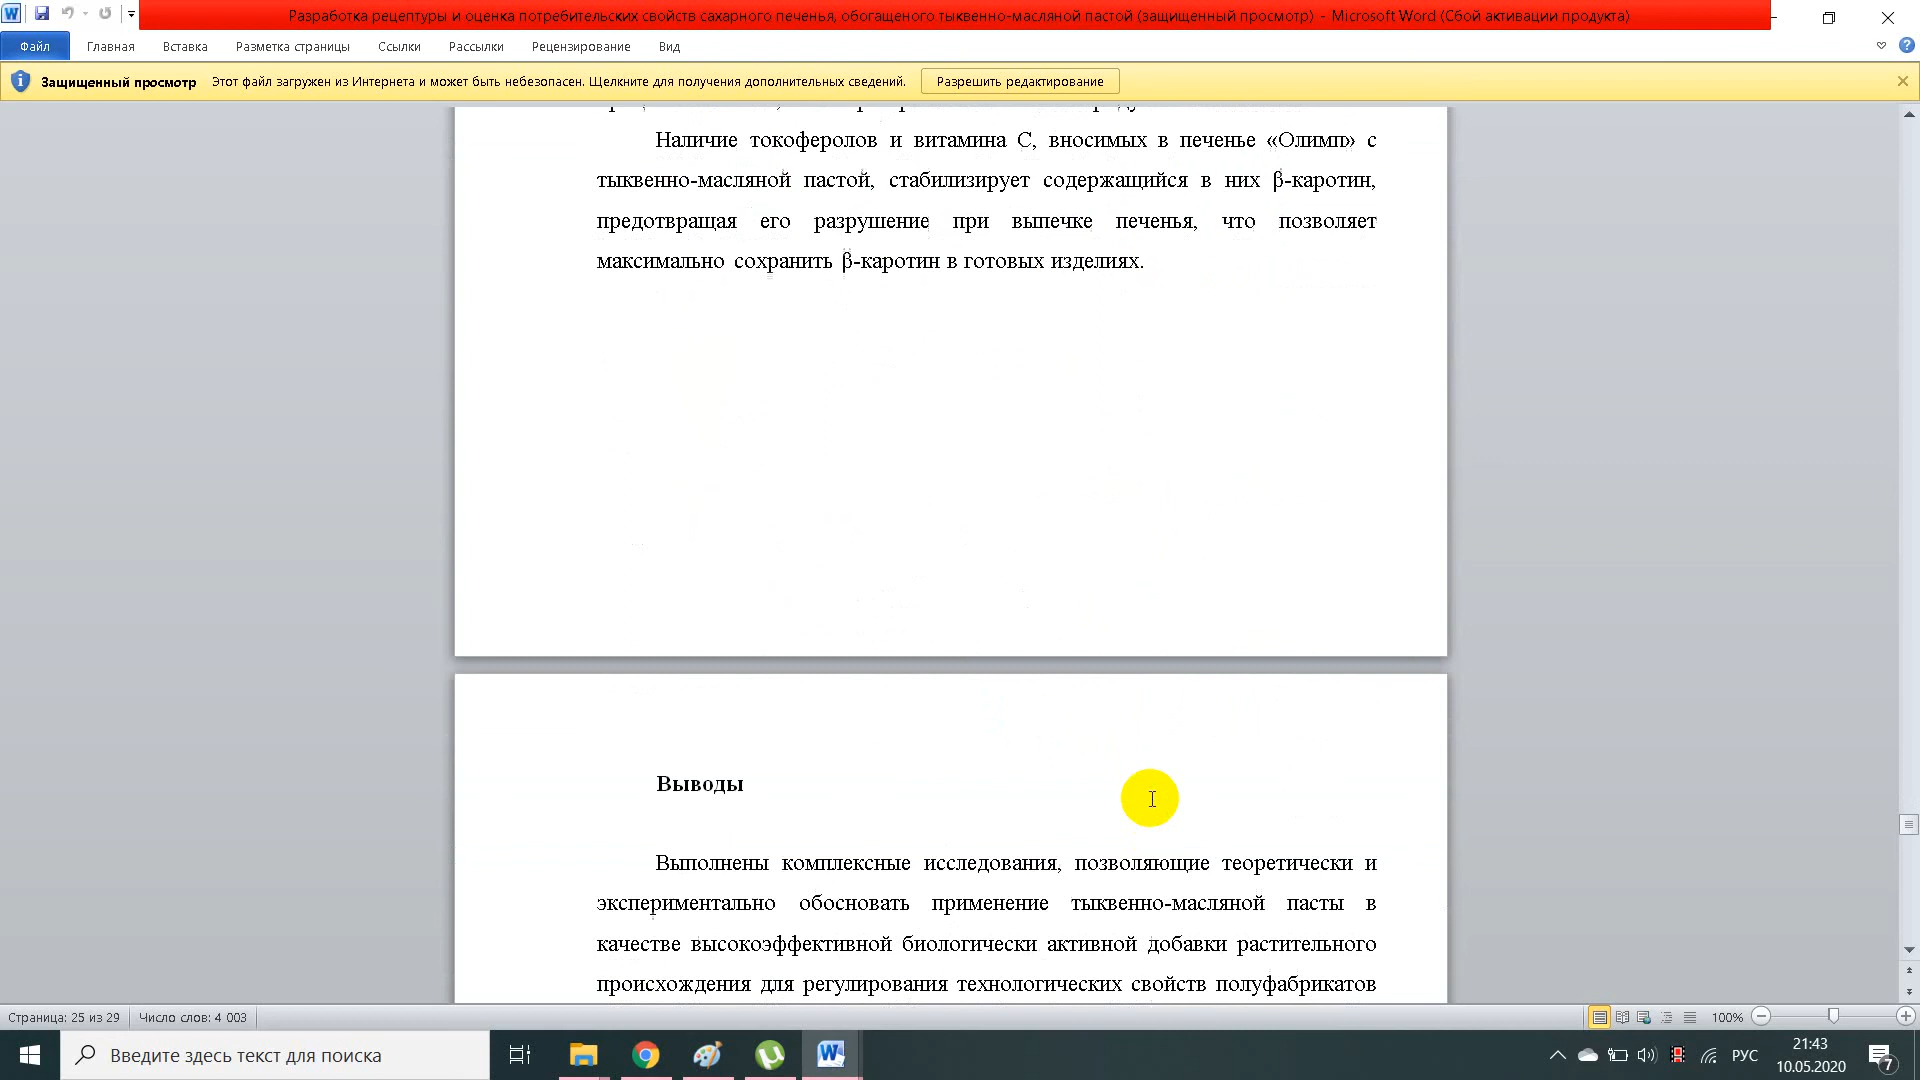 Разработка рецептуры и оценка потребительских свойств сахарного печенья, обогащеного тыквенно-масляной пастой (защищенный просмотр) - Microsoft Word (Сбой активации продукта)
Файл Главная Вставка Разметка страницы Ссылки Рассылки Рецензирование Вид
Защищенный просмотр Этот файл загружен из Интернета и может быть небезопасен. Щелкните для получения дополнительных сведений. Разрешить редактирование
Наличие токоферолов и витамина С, вносимых в печенье «Олимп» с
тыквенно-масляной пастой, стабилизирует содержащийся в них β-каротин,
предотвращая его разрушение при выпечке печенья, что позволяет
максимально сохранить β-каротин в готовых изделиях.
Выводы
Выполнены комплексные исследования, позволяющие теоретически и
экспериментально обосновать применение тыквенно-масляной пасты в
качестве высокоэффективной биологически активной добавки растительного
происхождения для регулирования технологических свойств полуфабрикатов
Страница: 25 из 29 Число слов: 4 003 100%
Введите здесь текст для поиска РУС 21:43
10.05.2020 7